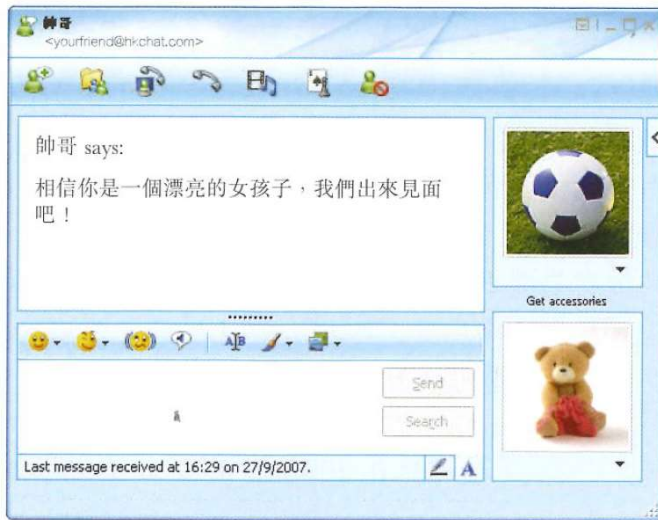 帥哥
<yourfriend@hkchat.com>
帥哥 says:
相信你是一個漂亮的女孩子，我們出來見面
吧！
Get accessories
AB
Send
Search
Last message received at 16:29 on 27/9/2007.
A